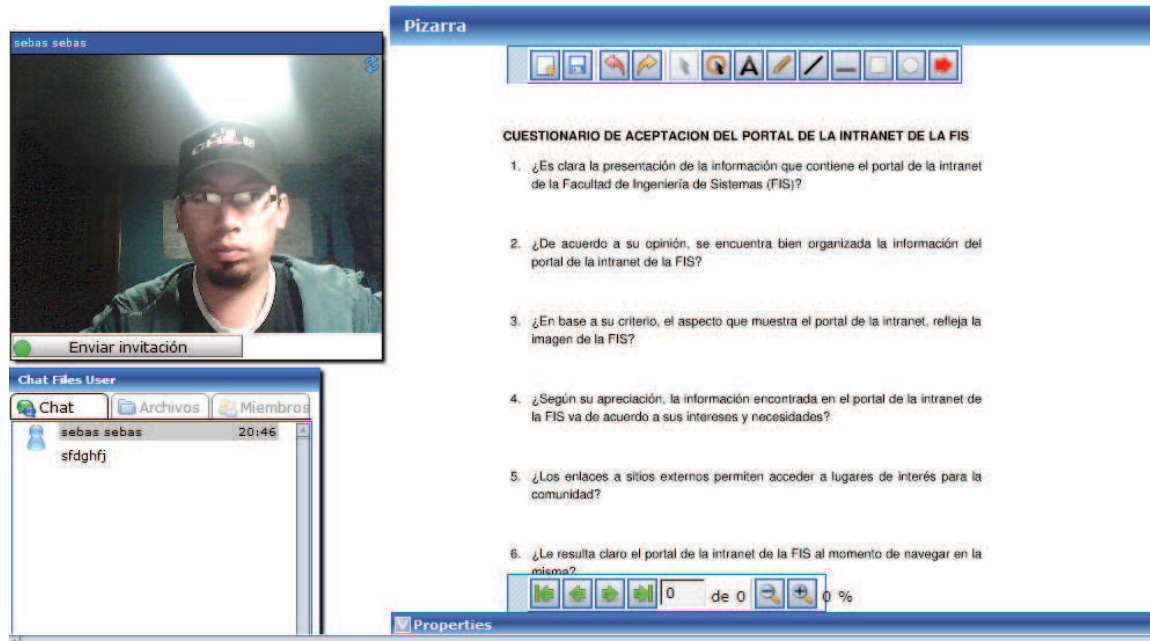 sebas sebas
Enviar invitación
Chat Files User
Chat Archivos Miembros
sebas sebas 20:46
sfdghfj
Pizarra
A
CUESTIONARIO DE ACEPTACION DEL PORTAL DE LA INTRANET DE LA FIS
1. ¿Es clara la presentación de la información que contiene el portal de la intranet
de la Facultad de Ingeniería de Sistemas (FIS)?
2. ¿De acuerdo a su opinión, se encuentra bien organizada la información del
portal de la intranet de la FIS?
3. ¿En base a su criterio, el aspecto que muestra el portal de la intranet, refleja la
imagen de la FIS?
4. ¿Según su apreciación, la información encontrada en el portal de la intranet de
la FIS va de acuerdo a sus intereses y necesidades?
5. ¿Los enlaces a sitios externos permiten acceder a lugares de interés para la
comunidad?
6. ¿Le resulta claro el portal de la intranet de la FIS al momento de navegar en la
misma?
0 de 0 0 %
Properties